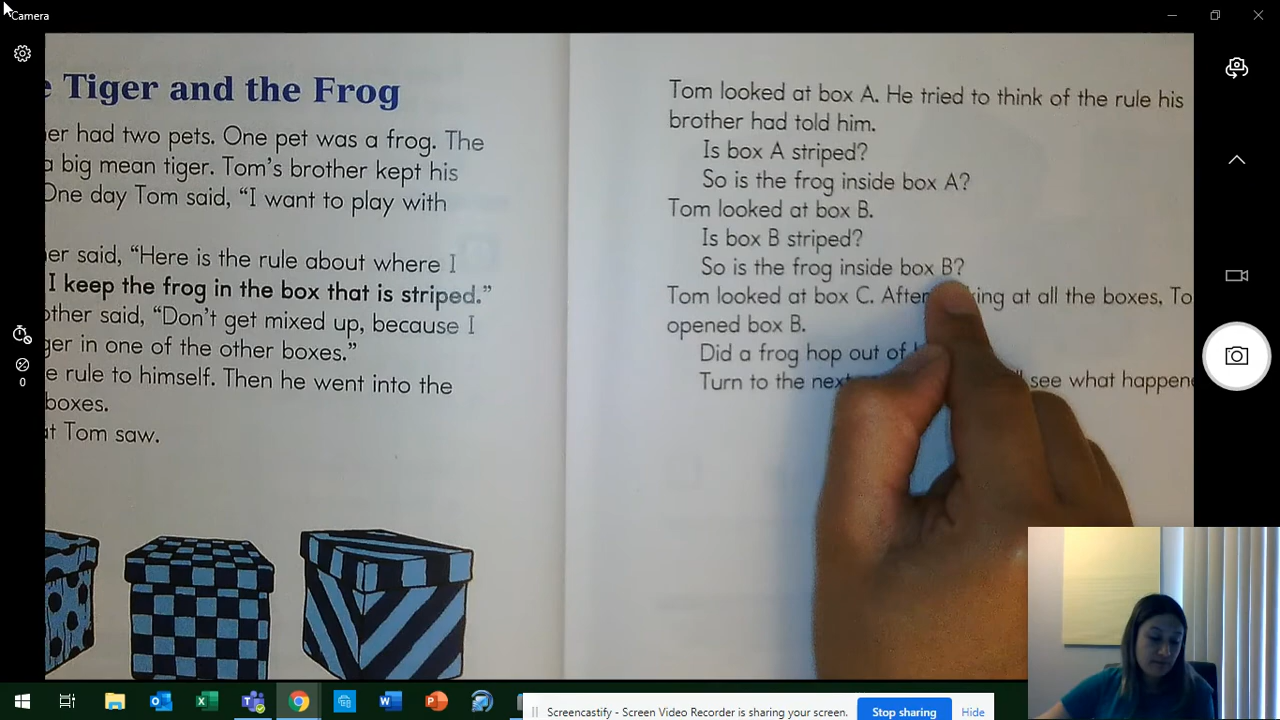 Camera
Tiger and the Frog
had two pets. One pet was a frog. The
a big mean tiger. Tom's brother kept his
One day Tom said, "I want to play with
said, "Here is the rule about where I
I keep the frog in the box that is striped."
said, "Don't get mixed up, because I
in one of the other boxes."
rule to himself. Then he went into the
boxes.
Tom saw.
Tom looked at box A. He tried to think of the rule his
brother had told him.
Is box A striped?
So is the frog inside box A?
Tom looked at box B.
Is box B striped?
So is the frog inside box B?
Tom looked at box C. After at all the boxes, To
opened box B.
Did a frog hop out of
Turn to the next see what happene
0
Screencastify - Screen Video Recorder is sharing your screen.
Stop sharing
Hide